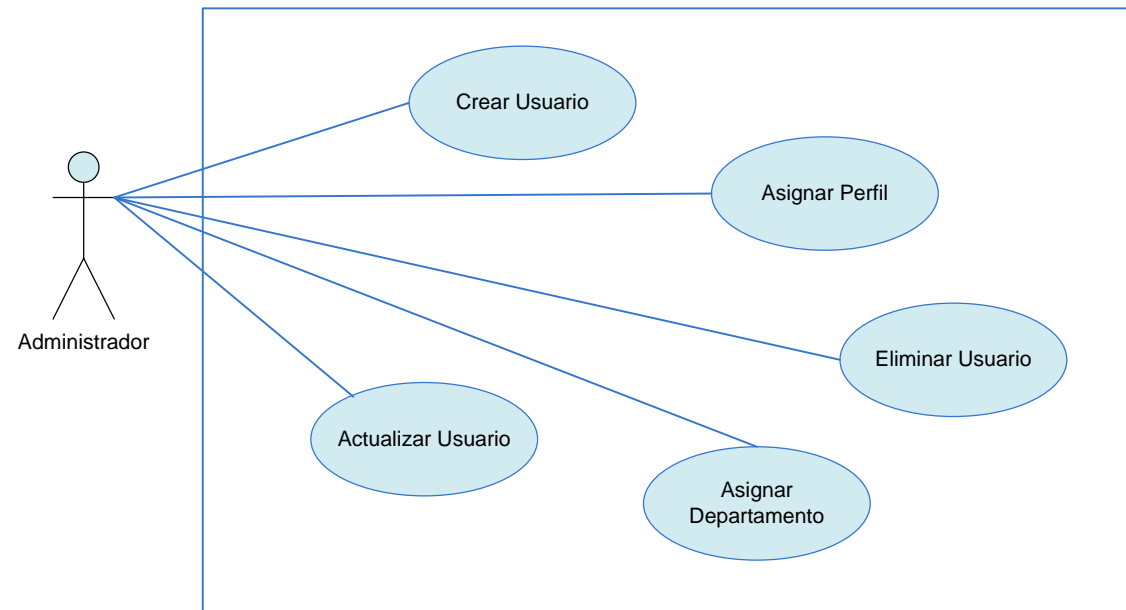 Crear Usuario
Asignar Perfil
Administrador
Eliminar Usuario
Actualizar Usuario
Asignar
Departamento